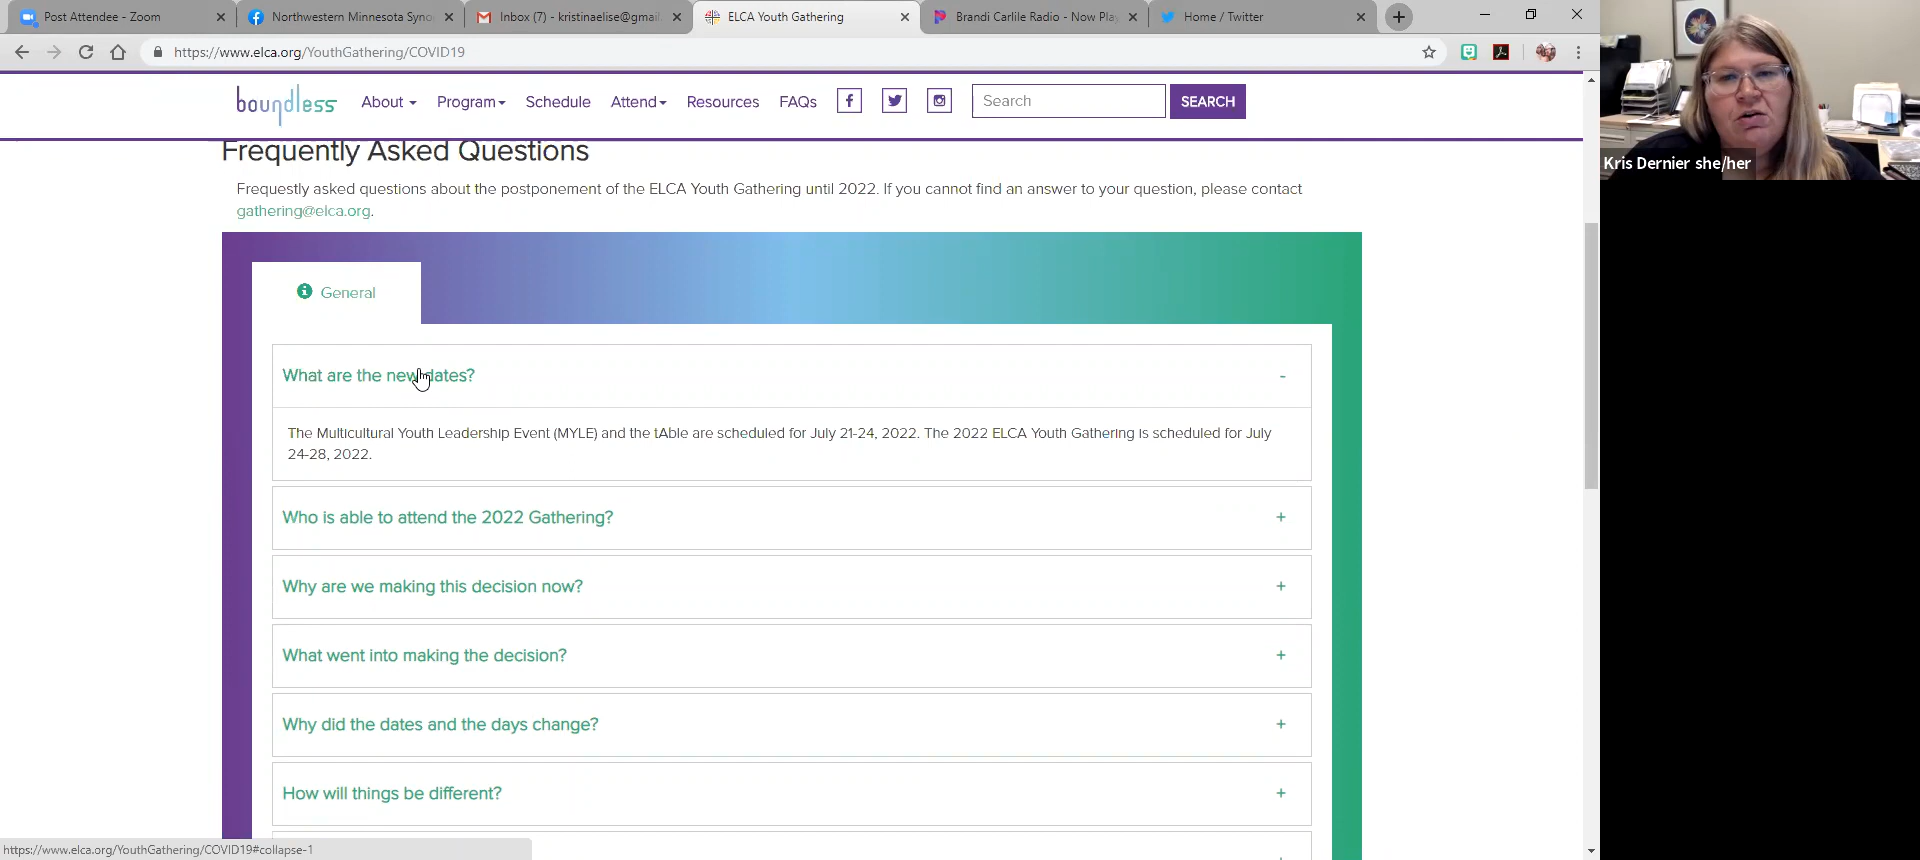 Post Attendee - Zoom
Northwestern Minnesota Syno
Inbox (7) - kristinaelise@gmail.
ELCA Youth Gathering
Brandi Carlile Radio - Now Play
Home / Twitter
https://www.elca.org/YouthGathering/COVID19
boundless
About
Program
Schedule
Attend
Resources
FAQs
Search
SEARCH
Kris Dernier she/her
Frequently Asked Questions
Frequestly asked questions about the postponement of the ELCA Youth Gathering until 2022. If you cannot find an answer to your question, please contact
gathering@elca.org.
General
What are the new dates?
-
The Multicultural Youth Leadership Event (MYLE) and the tAble are scheduled for July 21-24, 2022. The 2022 ELCA Youth Gathering is scheduled for July
24-28, 2022.
Who is able to attend the 2022 Gathering?
+
Why are we making this decision now?
+
What went into making the decision?
+
Why did the dates and the days change?
+
How will things be different?
+
https://www.elca.org/YouthGathering/COVID19#collapse-1